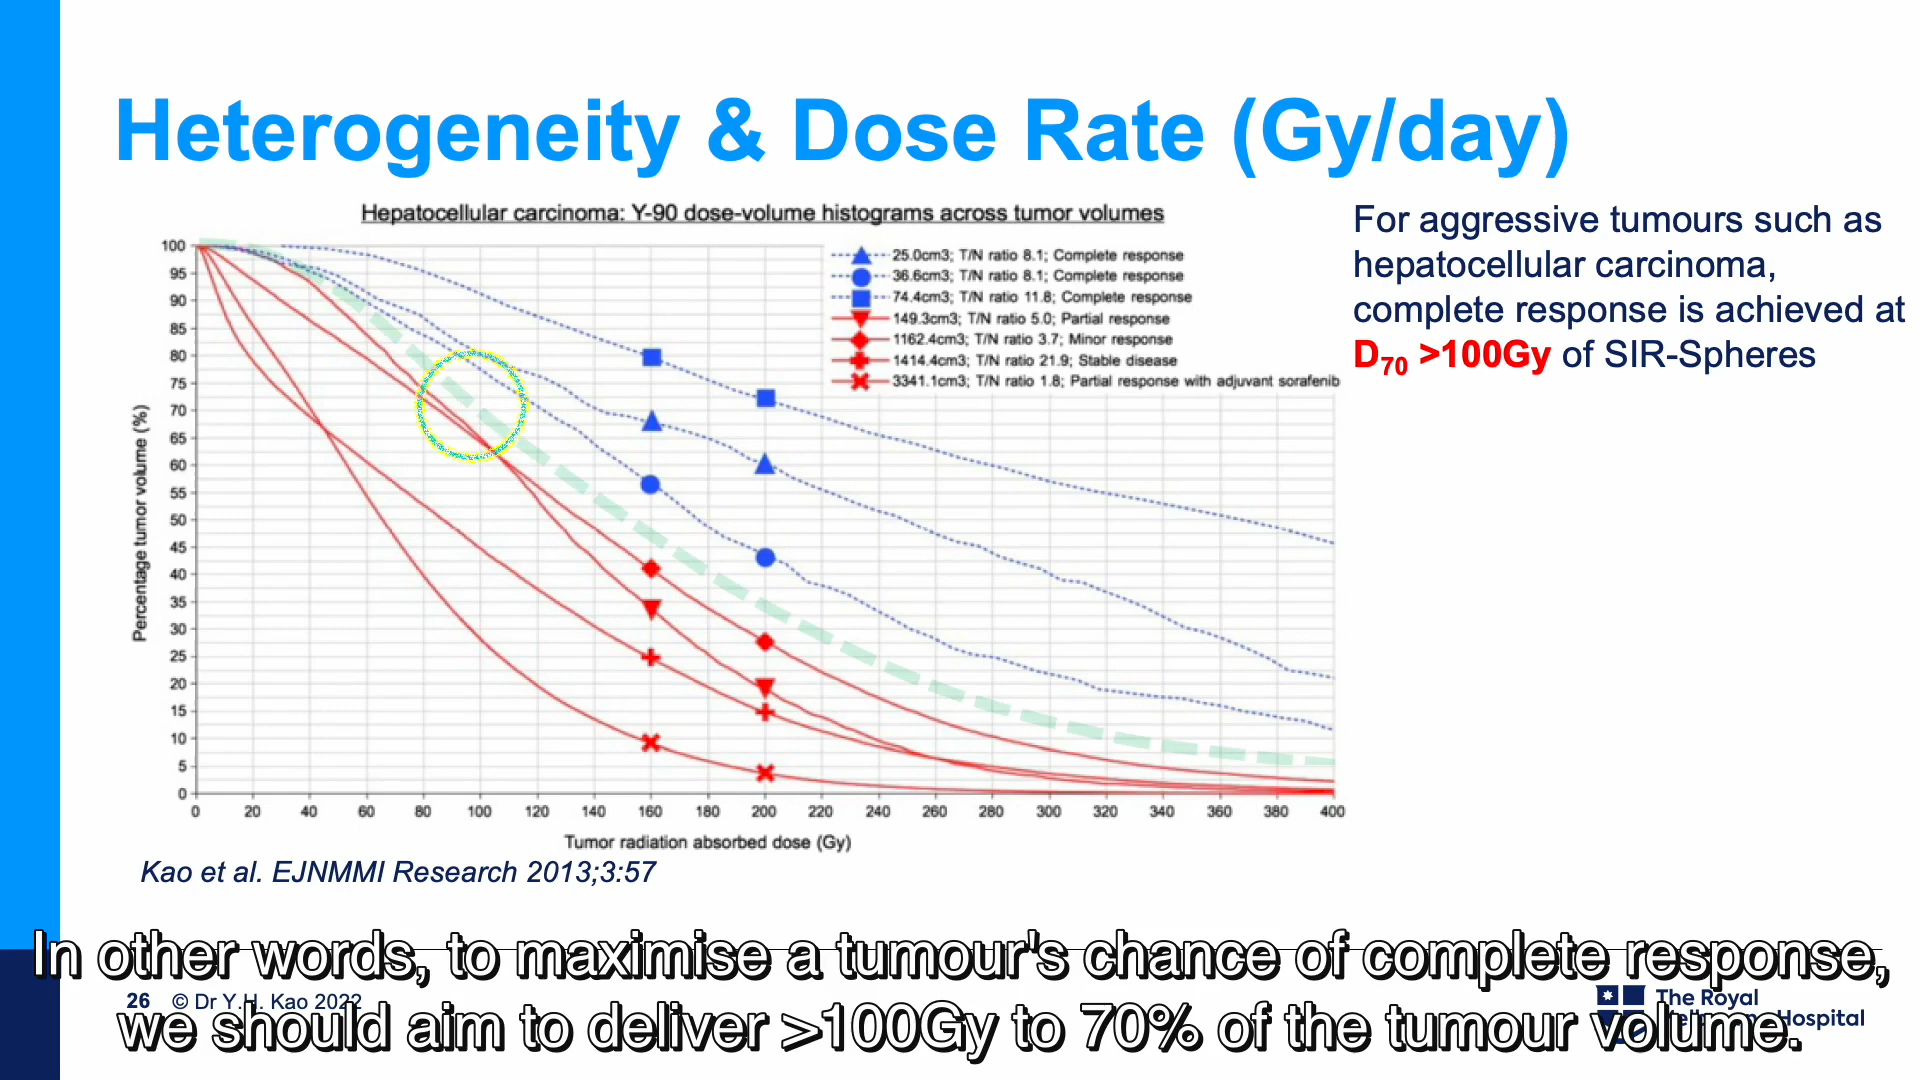 Heterogeneity & Dose Rate (Gy/day)
Hepatocellular carcinoma: Y-90 dose-volume histograms across tumor volumes
For aggressive tumours such as
hepatocellular carcinoma,
complete response is achieved at
D70 >100Gy of SIR-Spheres
25.0cm3; T/N ratio 8.1; Complete response
36.6cm3; T/N ratio 8.1; Complete response
74.4cm3; T/N ratio 11.8; Complete response
149.3cm3; T/N ratio 5.0; Partial response
1162.4cm3; T/N ratio 3.7; Minor response
1414.4cm3; T/N ratio 21.9; Stable disease
3341.1cm3; T/N ratio 1.8; Partial response with adjuvant sorafenib
Percentage tumor volume (%)
100
95
90
85
80
75
70
65
60
55
50
45
40
35
30
25
20
15
10
5
0
0 20 40 60 80 100 120 140 160 180 200 220 240 260 280 300 320 340 360 380 400
Tumor radiation absorbed dose (Gy)
Kao et al. EJNMMI Research 2013;3:57
In other words, to maximise a tumour's chance of complete response,
we should aim to deliver >100Gy to 70% of the tumour volume.
26 © Dr Y.H. Kao 2022
The Royal
Hospital